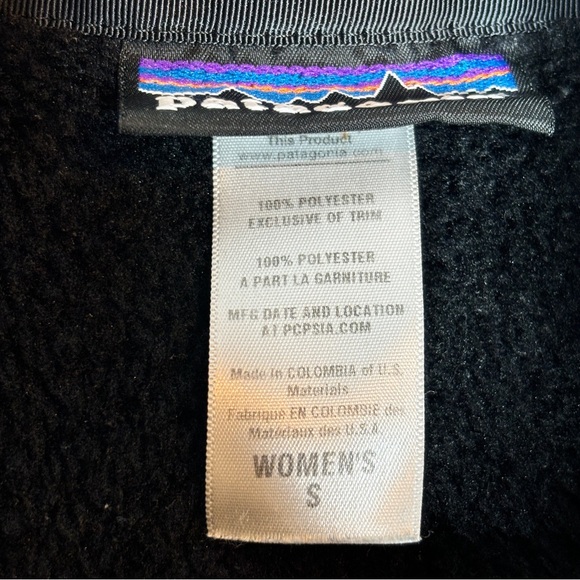 patagonia
This Product
www.patagonia.com
100% POLYESTER
EXCLUSIVE OF TRIM
100% POLYESTER
A PART LA GARNITURE
MFG DATE AND LOCATION
AT PCPSIA.COM
Made in COLOMBIA of U.S.
Materials
Fabriqué EN COLOMBIE des
Matériaux des U.S.A.
WOMEN'S
S